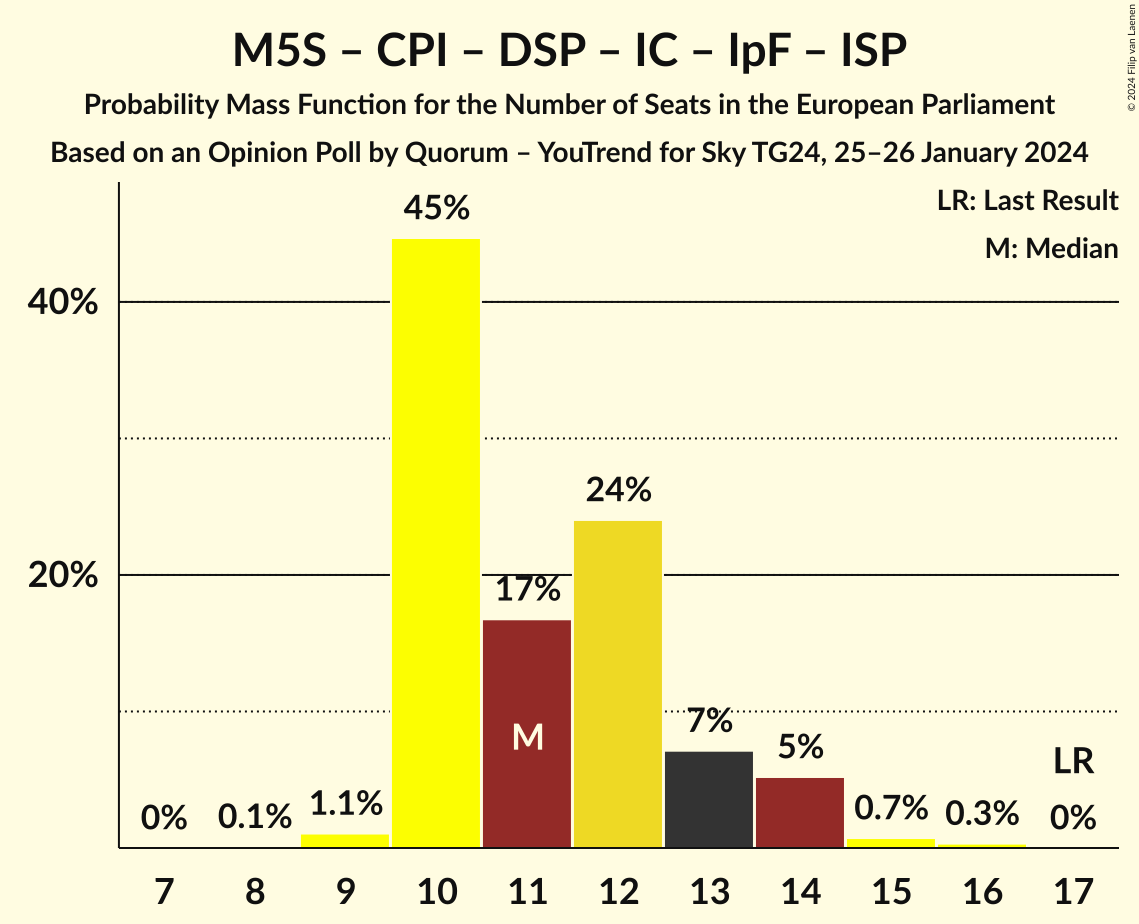 M5S – CPI – DSP – IC – IpF – ISP
Probability Mass Function for the Number of Seats in the European Parliament
Based on an Opinion Poll by Quorum – YouTrend for Sky TG24, 25–26 January 2024
© 2024 Filip van Laenen
LR: Last Result
M: Median
45%
40%
24%
20%
17%
M
7%
5%
LR
0%
0.1%
1.1%
0.7%
0.3%
0%
7 8 9 10 11 12 13 14 15 16 17